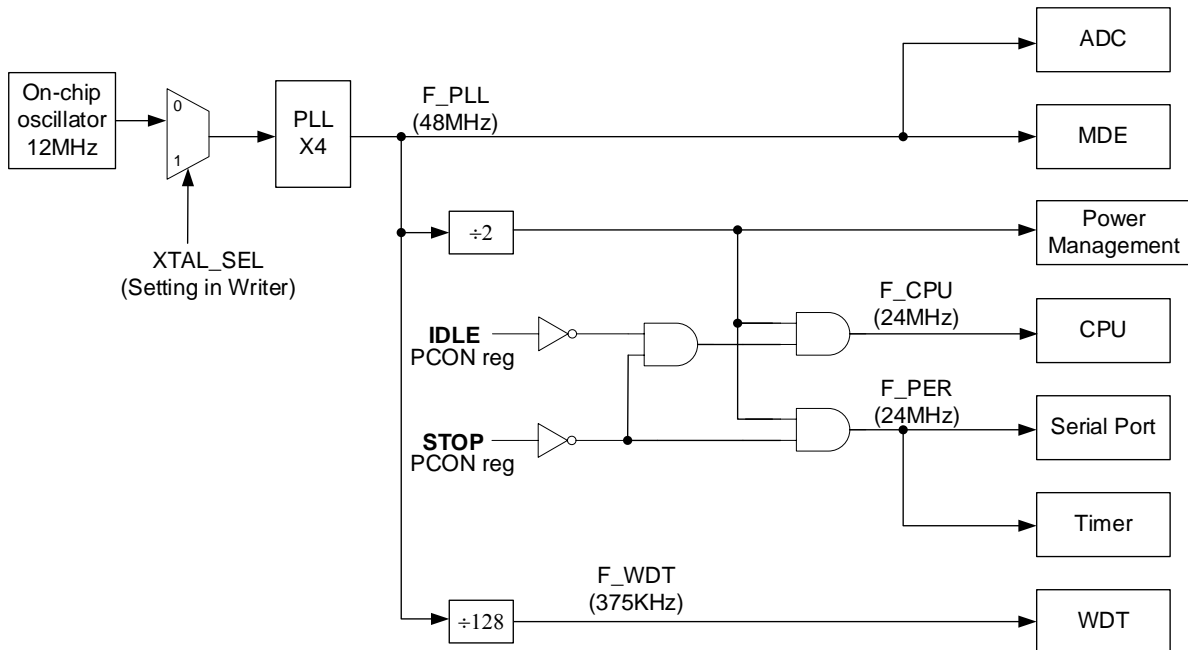 On-chip
oscillator
12MHz
0
1
XTAL_SEL
(Setting in Writer)
PLL
X4
F_PLL
(48MHz)
÷2
IDLE
PCON reg
STOP
PCON reg
F_CPU
(24MHz)
F_PER
(24MHz)
÷128
F_WDT
(375KHz)
ADC
MDE
Power
Management
CPU
Serial Port
Timer
WDT